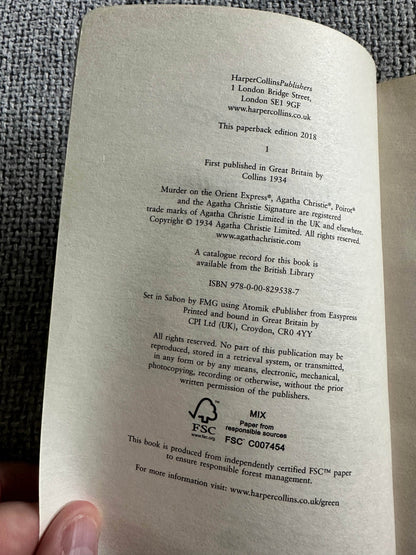 HarperCollinsPublishers
1 London Bridge Street,
London SE1 9GF
www.harpercollins.co.uk
This paperback edition 2018
1
First published in Great Britain by
Collins 1934
Murder on the Orient Express®, Agatha Christie®, Poirot®
and the Agatha Christie Signature are registered
trade marks of Agatha Christie Limited in the UK and elsewhere.
Copyright © 1934 Agatha Christie Limited. All rights reserved.
www.agathachristie.com
A catalogue record for this book is
available from the British Library
ISBN 978-0-00-829538-7
Set in Sabon by FMG using Atomik ePublisher from Easypress
Printed and bound in Great Britain by
CPI Ltd (UK), Croydon, CR0 4YY
All rights reserved. No part of this publication may be
reproduced, stored in a retrieval system, or transmitted,
in any form or by any means, electronic, mechanical,
photocopying, recording or otherwise, without the prior
written permission of the publishers.
FSC
www.fsc.org
MIX
Paper from
responsible sources
FSC® C007454
This book is produced from independently certified FSC™ paper
to ensure responsible forest management.
For more information visit: www.harpercollins.co.uk/green